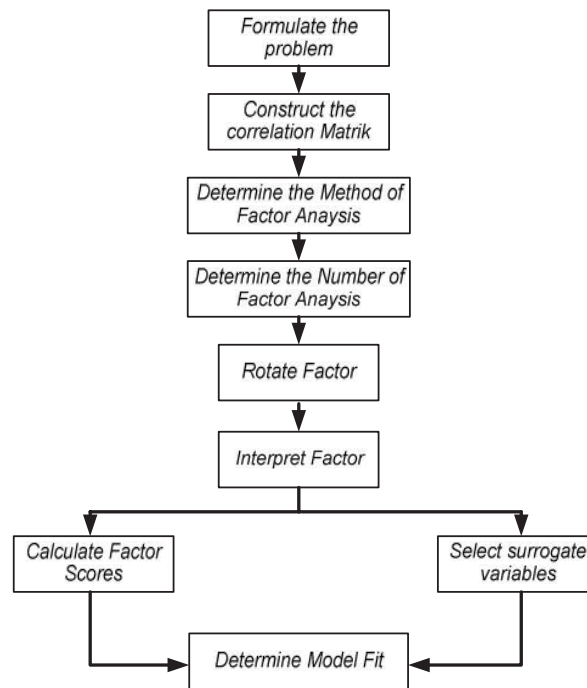 Formulate the
problem
Construct the
correlation Matrik
Determine the Method of
Factor Anaysis
Determine the Number of
Factor Anaysis
Rotate Factor
Interpret Factor
Calculate Factor
Scores
Select surrogate
variables
Determine Model Fit